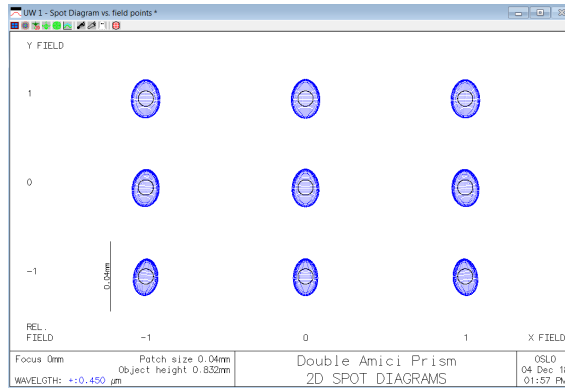 UW 1 - Spot Diagram vs. field points *
Y FIELD
1
0
-1
0.04mm
REL.
FIELD
-1 0 1 X FIELD
Focus 0mm
Patch size 0.04mm
Object height 0.832mm
WAVELGTH: +:0.450 µm
Double Amici Prism
2D SPOT DIAGRAMS
OSLO
04 Dec 18
01:57 PM